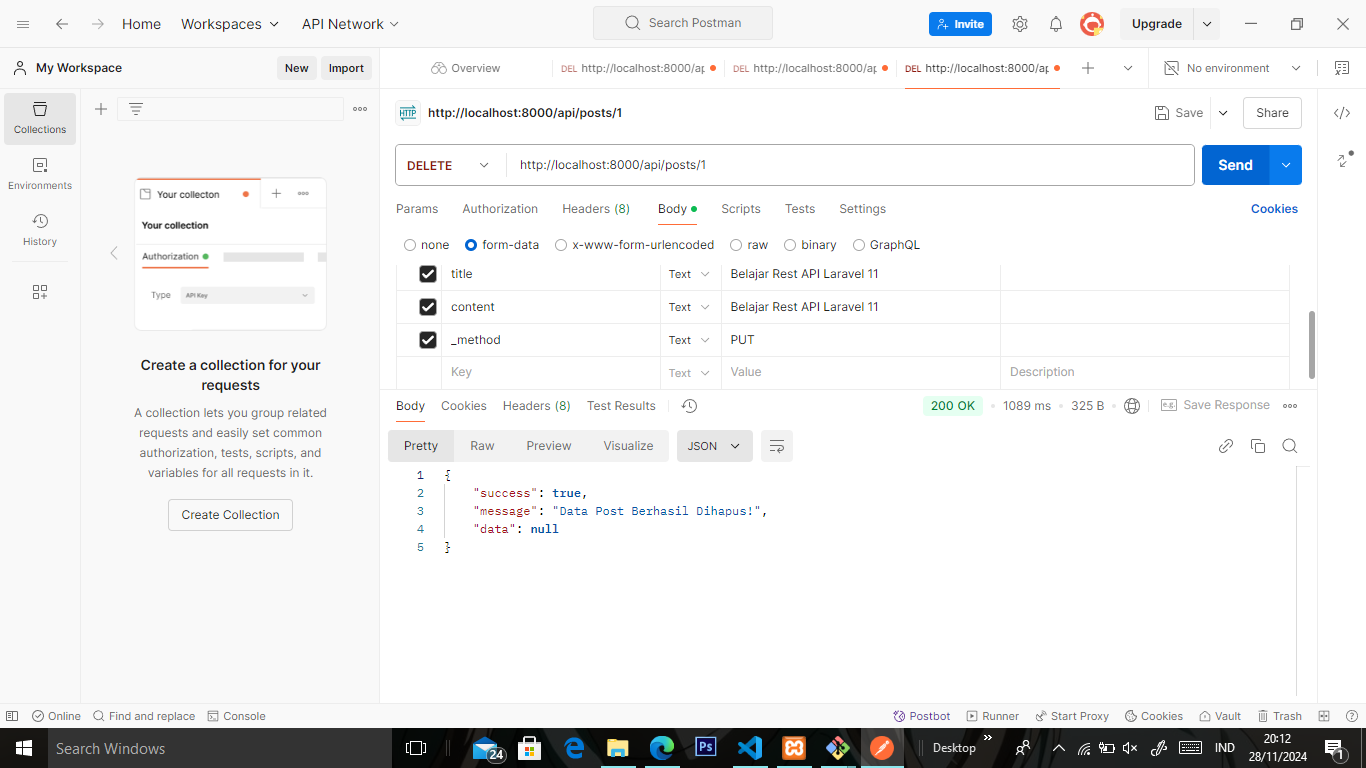 Home Workspaces API Network Search Postman Invite Upgrade
My Workspace New Import Overview DEL http://localhost:8000/ap DEL http://localhost:8000/ap DEL http://localhost:8000/ap No environment
Collections
Environments
History
Your collecton
Your collection
Authorization
Type API Key
Create a collection for your
requests
A collection lets you group related
requests and easily set common
authorization, tests, scripts, and
variables for all requests in it.
Create Collection
HTTP http://localhost:8000/api/posts/1 Save Share
DELETE http://localhost:8000/api/posts/1 Send
Params Authorization Headers (8) Body Scripts Tests Settings Cookies
none form-data x-www-form-urlencoded raw binary GraphQL
title Text Belajar Rest API Laravel 11
content Text Belajar Rest API Laravel 11
_method Text PUT
Key Text Value Description
Body Cookies Headers (8) Test Results 200 OK 1089 ms 325 B e.g. Save Response
Pretty Raw Preview Visualize JSON
1 {
2 "success": true,
3 "message": "Data Post Berhasil Dihapus!",
4 "data": null
5 }
Online Find and replace Console Postbot Runner Start Proxy Cookies Vault Trash
Search Windows 24 Ps Desktop IND 20:12
28/11/2024 1